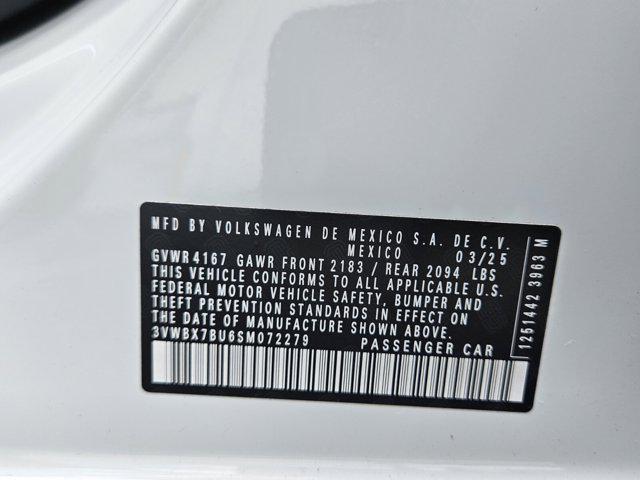 MFD BY VOLKSWAGEN DE MEXICO S.A. DE C.V.
MEXICO 03/25
GVWR4167 GAWR FRONT 2183 / REAR 2094 LBS
THIS VEHICLE CONFORMS TO ALL APPLICABLE U.S.
FEDERAL MOTOR VEHICLE SAFETY, BUMPER AND
THEFT PREVENTION STANDARDS IN EFFECT ON THE
DATE OF MANUFACTURE SHOWN ABOVE.
3VWBX7BU6SM072279 PASSENGER CAR
1251442 3963 M